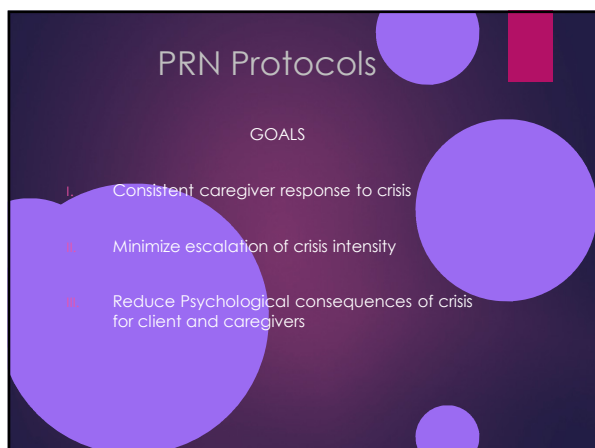 PRN Protocols
GOALS
I. Consistent caregiver response to crisis
Minimize escalation of crisis intensity
Reduce Psychological consequences of crisis
for client and caregivers